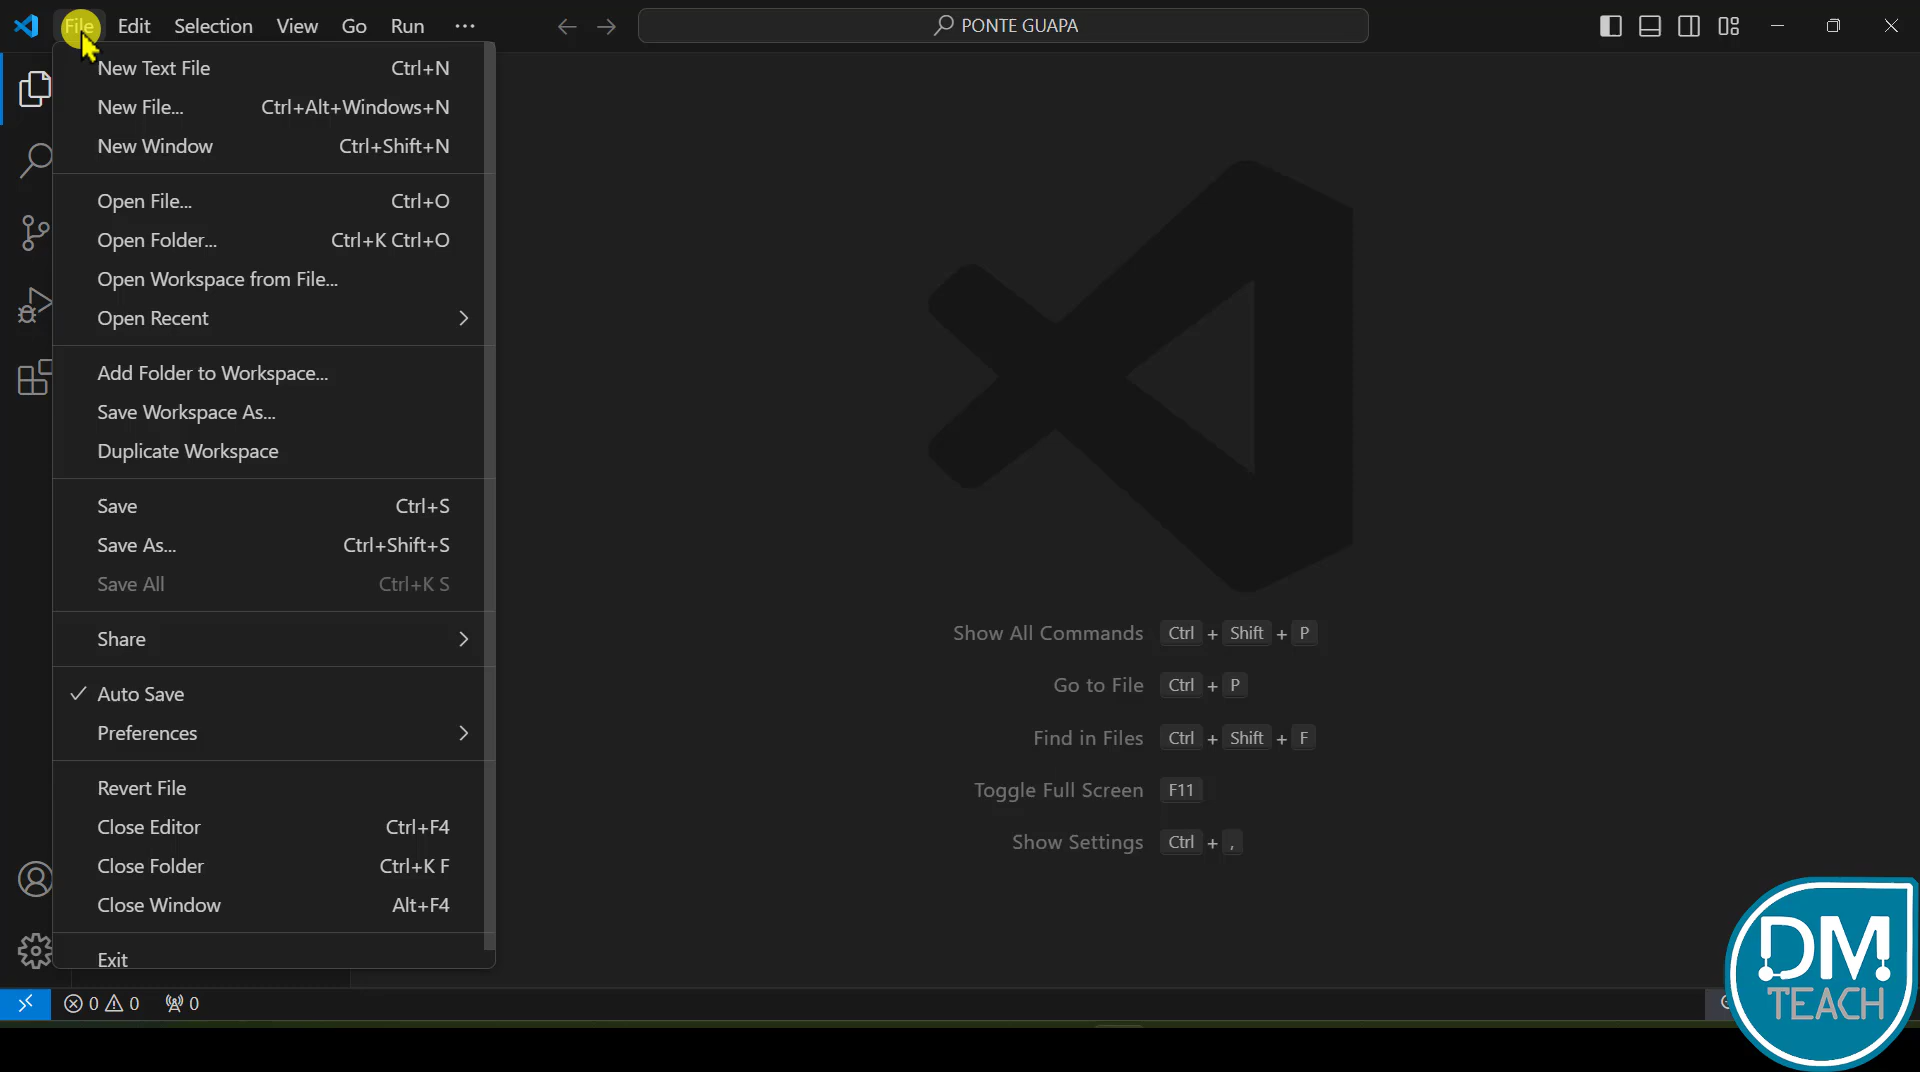 File Edit Selection View Go Run ...
PONTE GUAPA
New Text File Ctrl+N
New File... Ctrl+Alt+Windows+N
New Window Ctrl+Shift+N
Open File... Ctrl+O
Open Folder... Ctrl+K Ctrl+O
Open Workspace from File...
Open Recent
Add Folder to Workspace...
Save Workspace As...
Duplicate Workspace
Save Ctrl+S
Save As... Ctrl+Shift+S
Save All Ctrl+K S
Share
Auto Save
Preferences
Revert File
Close Editor Ctrl+F4
Close Folder Ctrl+K F
Close Window Alt+F4
Exit
Show All Commands Ctrl + Shift + P
Go to File Ctrl + P
Find in Files Ctrl + Shift + F
Toggle Full Screen F11
Show Settings Ctrl + ,
0 0 0
DM
TEACH